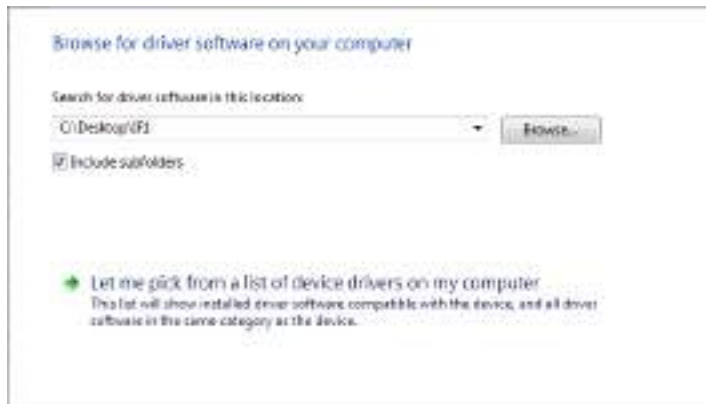 Browse for driver software on your computer
Search for driver software in this location:
C:\Desktop\IF1
Browse...
Include subfolders
Let me pick from a list of device drivers on my computer
This list will show installed driver software compatible with the device, and all driver
software in the same category as the device.